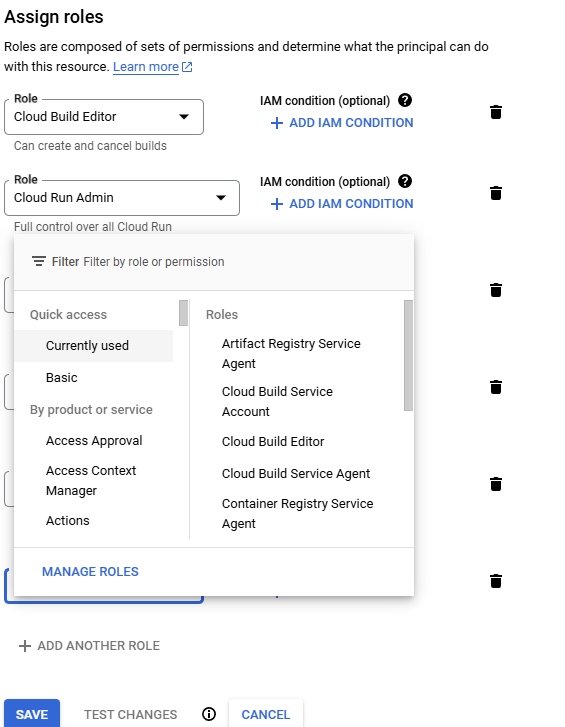 Assign roles
Roles are composed of sets of permissions and determine what the principal can do
with this resource. Learn more
Role
Cloud Build Editor
IAM condition (optional)
ADD IAM CONDITION
Can create and cancel builds
Role
Cloud Run Admin
IAM condition (optional)
ADD IAM CONDITION
Full control over all Cloud Run
Filter Filter by role or permission
Quick access
Currently used
Basic
By product or service
Access Approval
Access Context
Manager
Actions
Roles
Artifact Registry Service
Agent
Cloud Build Service
Account
Cloud Build Editor
Cloud Build Service Agent
Container Registry Service
Agent
MANAGE ROLES
ADD ANOTHER ROLE
SAVE
TEST CHANGES
CANCEL